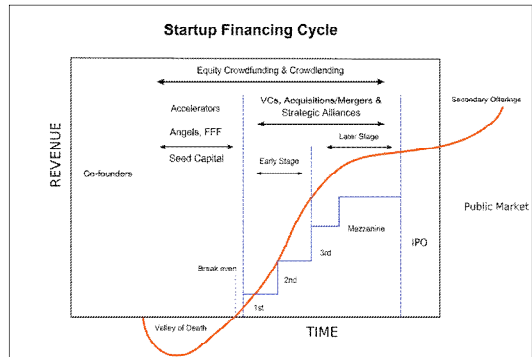 Startup Financing Cycle
Equity Crowdfunding & Crowdlending
Accelerators
Angels, FFF
Seed Capital
VCs, Acquisitions/Mergers &
Strategic Alliances
Later Stage
Early Stage
Secondary Offerings
REVENUE
Co-founders
Public Market
Mezzanine
IPO
3rd
Break even
2nd
1st
Valley of Death
TIME